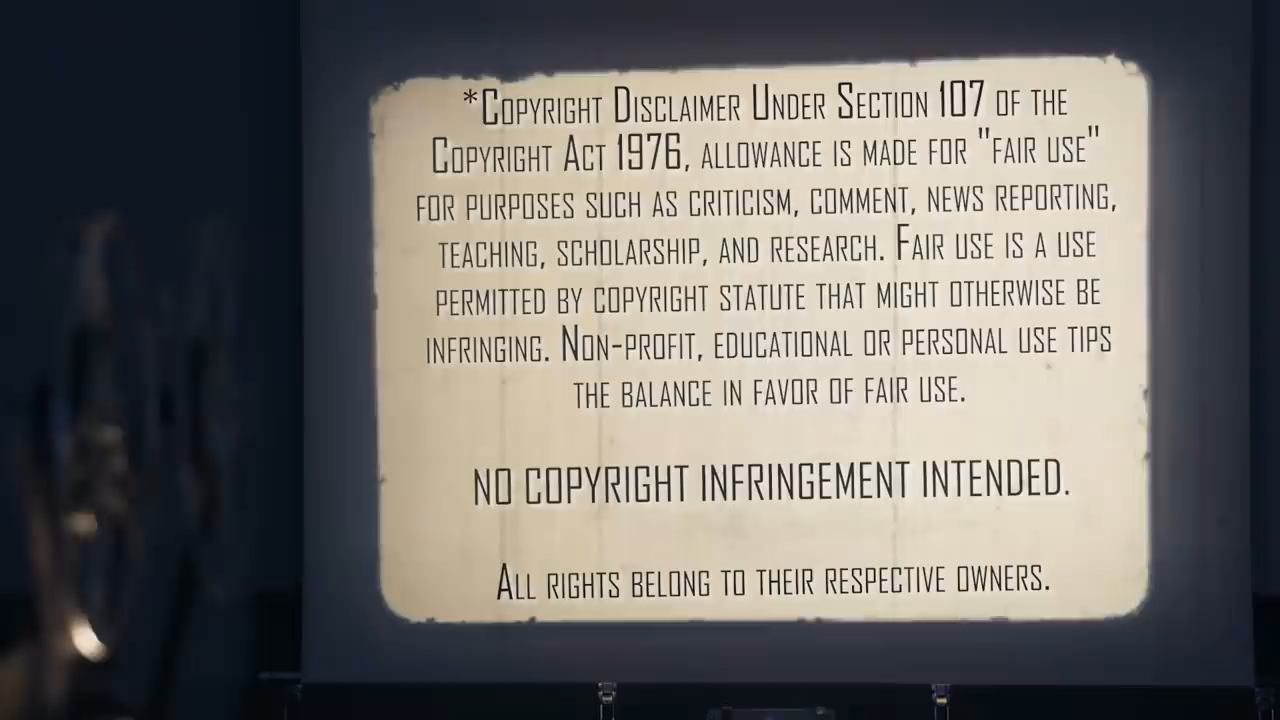 *Copyright Disclaimer Under Section 107 of the
Copyright Act 1976, allowance is made for "fair use"
for purposes such as criticism, comment, news reporting,
teaching, scholarship, and research. Fair use is a use
permitted by copyright statute that might otherwise be
infringing. Non-profit, educational or personal use tips
the balance in favor of fair use.
NO COPYRIGHT INFRINGEMENT INTENDED.
All rights belong to their respective owners.